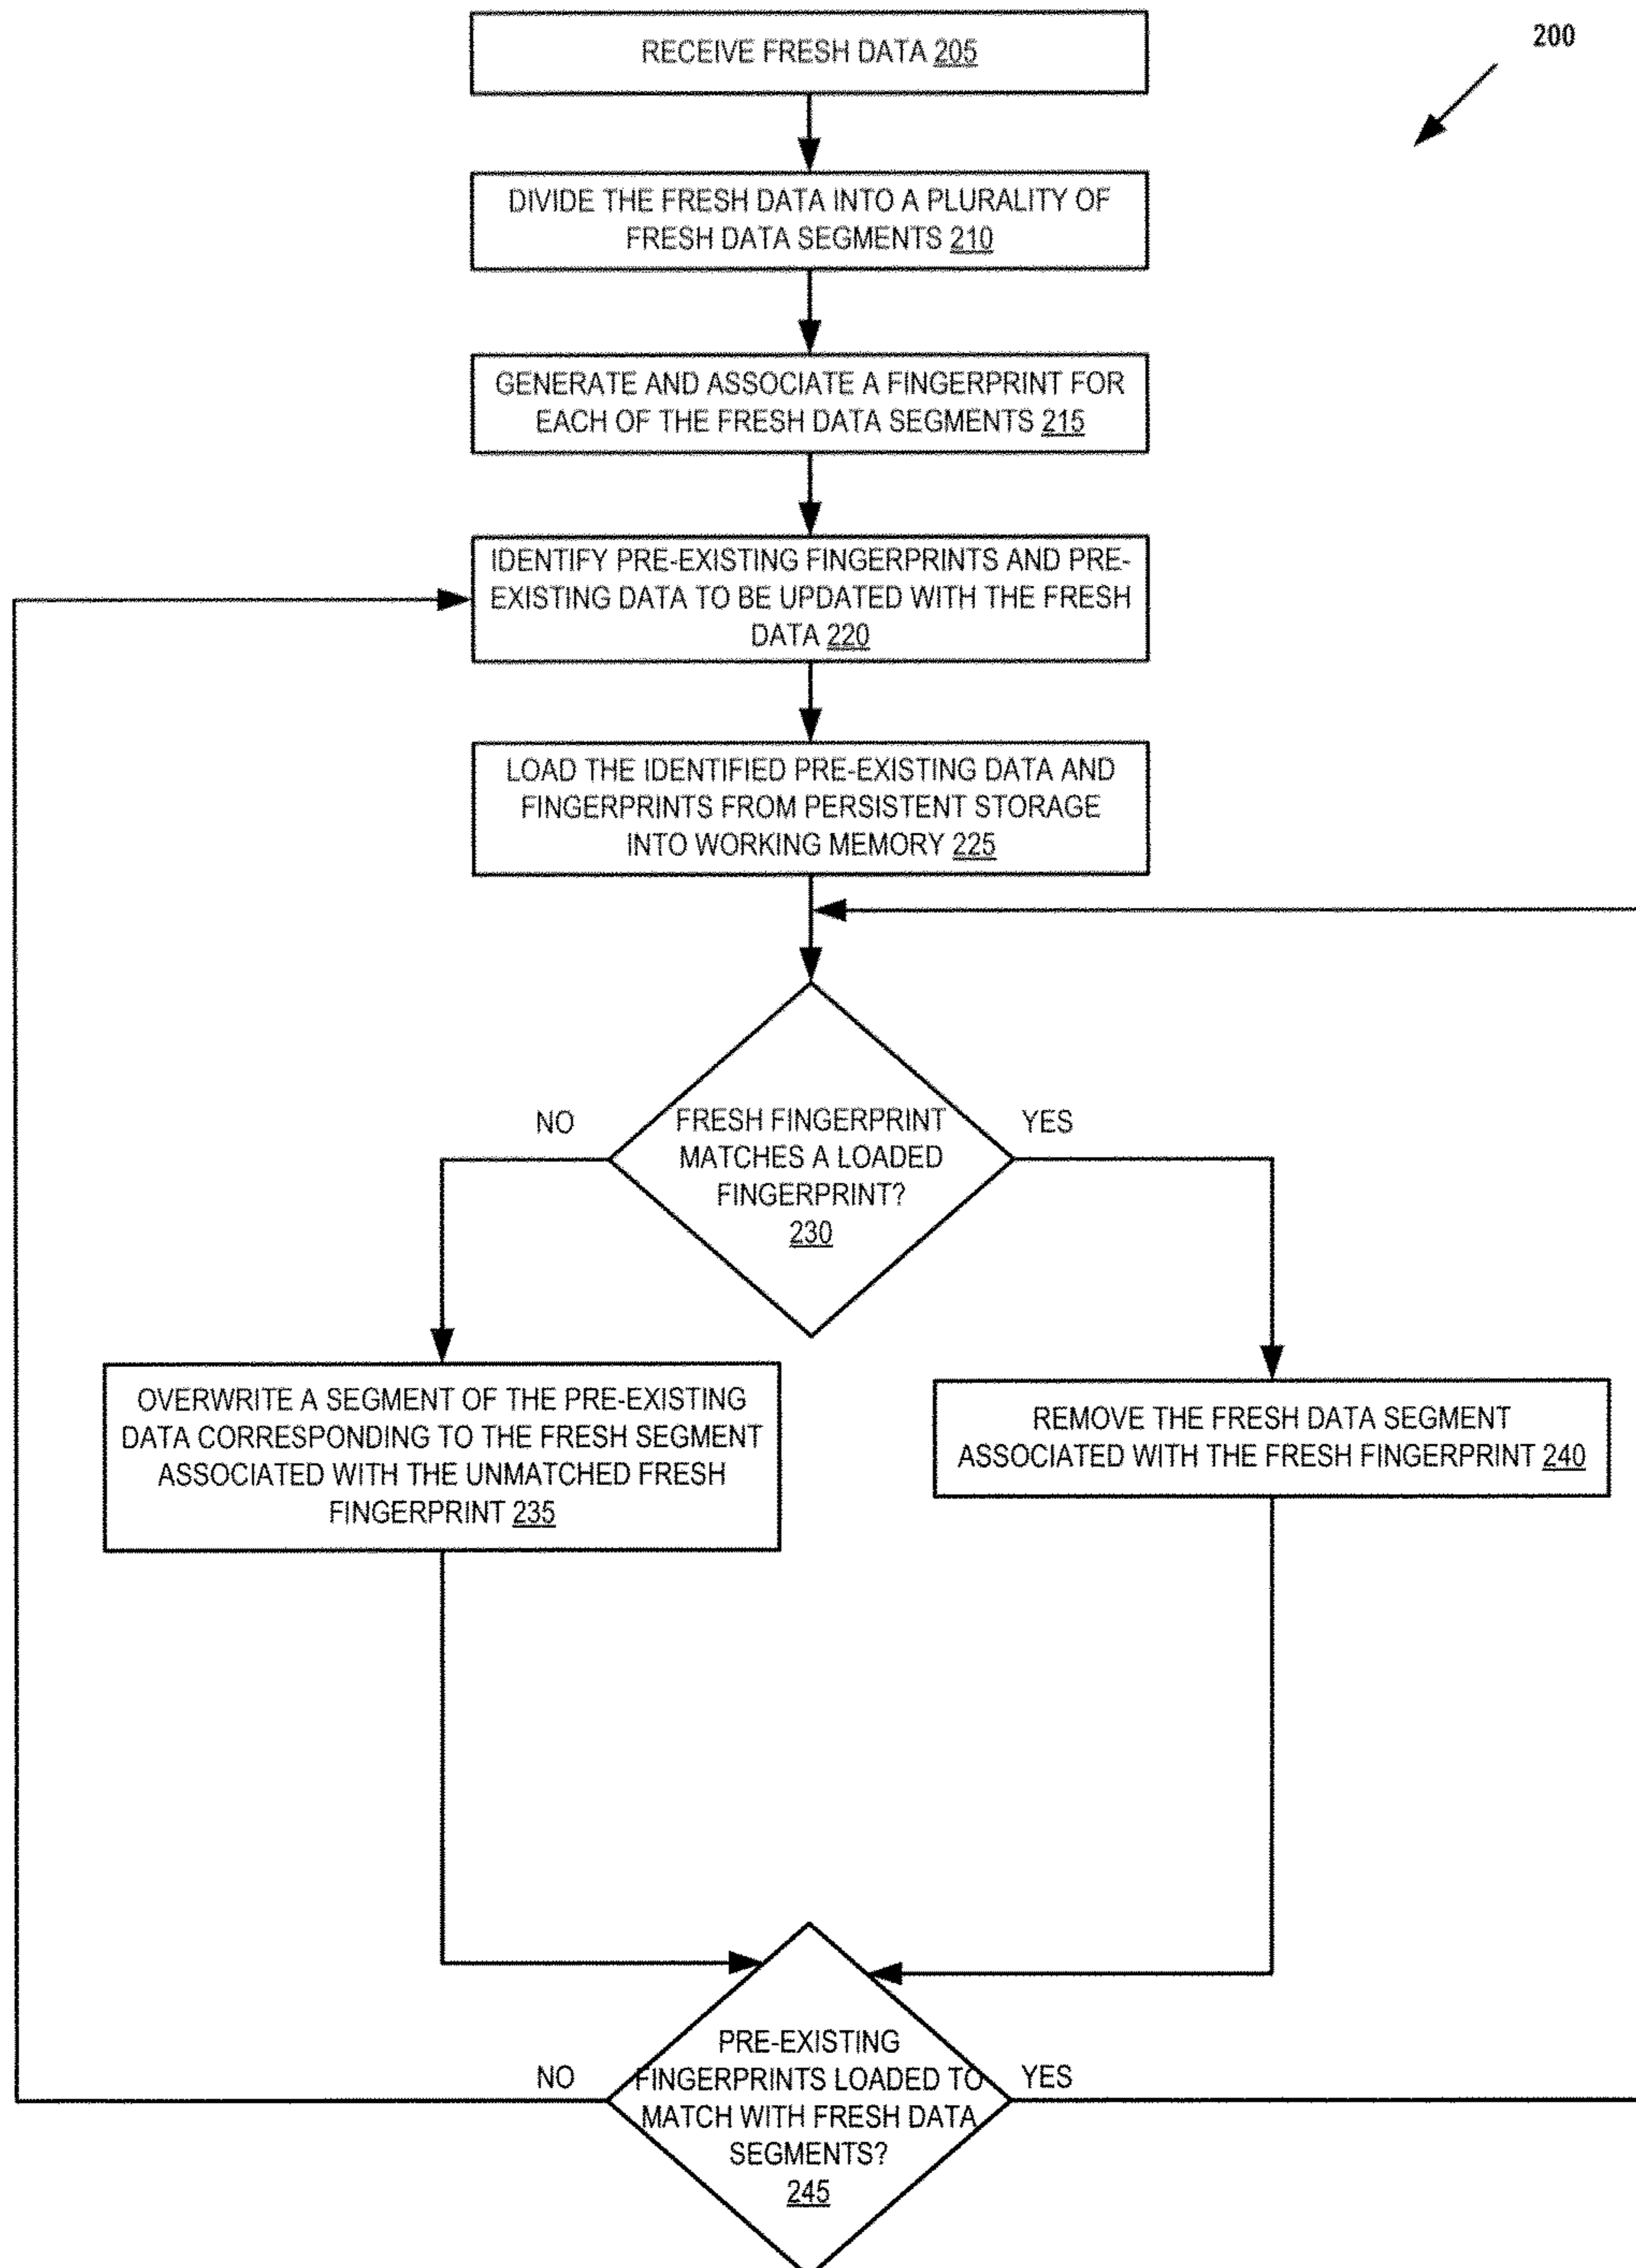 RECEIVE FRESH DATA 205
200
DIVIDE THE FRESH DATA INTO A PLURALITY OF
FRESH DATA SEGMENTS 210
GENERATE AND ASSOCIATE A FINGERPRINT FOR
EACH OF THE FRESH DATA SEGMENTS 215
IDENTIFY PRE-EXISTING FINGERPRINTS AND PRE-
EXISTING DATA TO BE UPDATED WITH THE FRESH
DATA 220
LOAD THE IDENTIFIED PRE-EXISTING DATA AND
FINGERPRINTS FROM PERSISTENT STORAGE
INTO WORKING MEMORY 225
NO
FRESH FINGERPRINT
MATCHES A LOADED
FINGERPRINT?
230
YES
OVERWRITE A SEGMENT OF THE PRE-EXISTING
DATA CORRESPONDING TO THE FRESH SEGMENT
ASSOCIATED WITH THE UNMATCHED FRESH
FINGERPRINT 235
REMOVE THE FRESH DATA SEGMENT
ASSOCIATED WITH THE FRESH FINGERPRINT 240
NO
PRE-EXISTING
FINGERPRINTS LOADED TO
MATCH WITH FRESH DATA
SEGMENTS?
245
YES